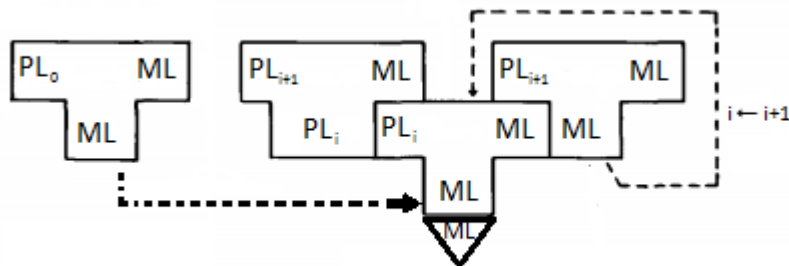 PL₀ ML
ML
PLᵢ₊₁ ML
PLᵢ
PLᵢ ML
ML
ML
PLᵢ₊₁ ML
ML
i ← i+1